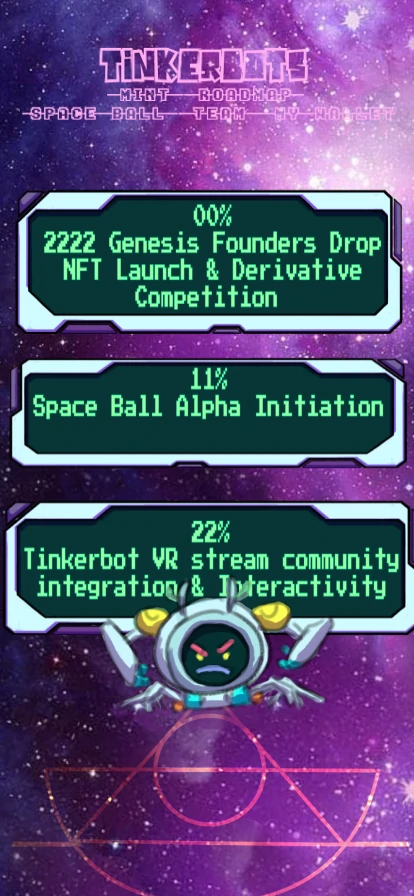 TINKERBOTS
MINT ROADMAP
SPACE BALL TEAM MY WALLET
00%
2222 Genesis Founders Drop
NFT Launch & Derivative
Competition
11%
Space Ball Alpha Initiation
22%
Tinkerbot VR stream community
integration & Interactivity